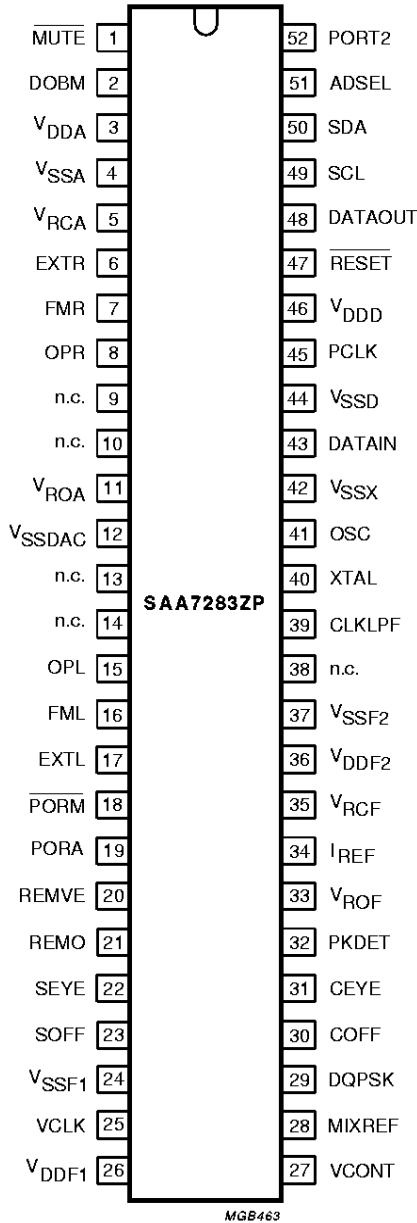 MUTE 1 52 PORT2
DOBM 2 51 ADSEL
VDDA 3 50 SDA
VSSA 4 49 SCL
VRCA 5 48 DATAOUT
EXTR 6 47 RESET
FMR 7 46 VDDD
OPR 8 45 PCLK
n.c. 9 44 VSSD
n.c. 10 43 DATAIN
VROA 11 42 VSSX
VSSDAC 12 41 OSC
n.c. 13 40 XTAL
SAA7283ZP
n.c. 14 39 CLKLPF
OPL 15 38 n.c.
FML 16 37 VSSF2
EXTL 17 36 VDDF2
PORM 18 35 VRCF
PORA 19 34 IREF
REMVE 20 33 VROF
REMO 21 32 PKDET
SEYE 22 31 CEYE
SOFF 23 30 COFF
VSSF1 24 29 DQPSK
VCLK 25 28 MIXREF
VDDF1 26 27 VCONT
MGB463